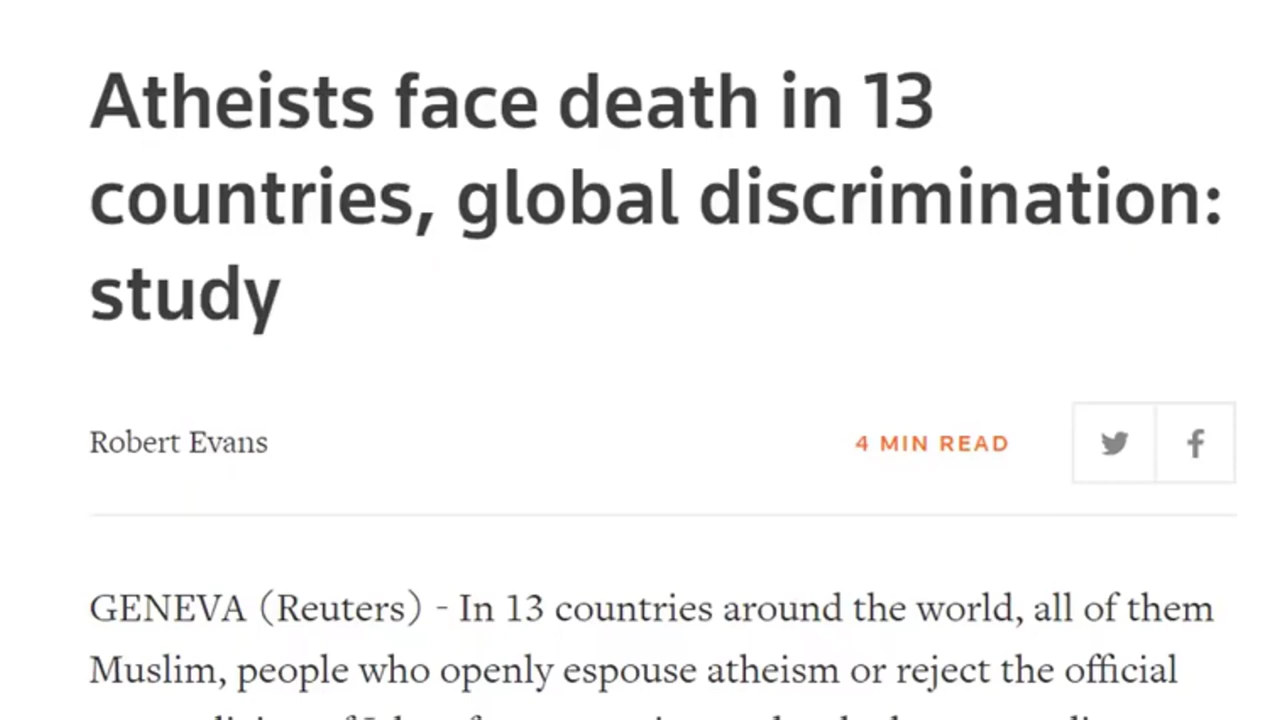 Atheists face death in 13
countries, global discrimination:
study
Robert Evans
4 MIN READ
GENEVA (Reuters) - In 13 countries around the world, all of them
Muslim, people who openly espouse atheism or reject the official